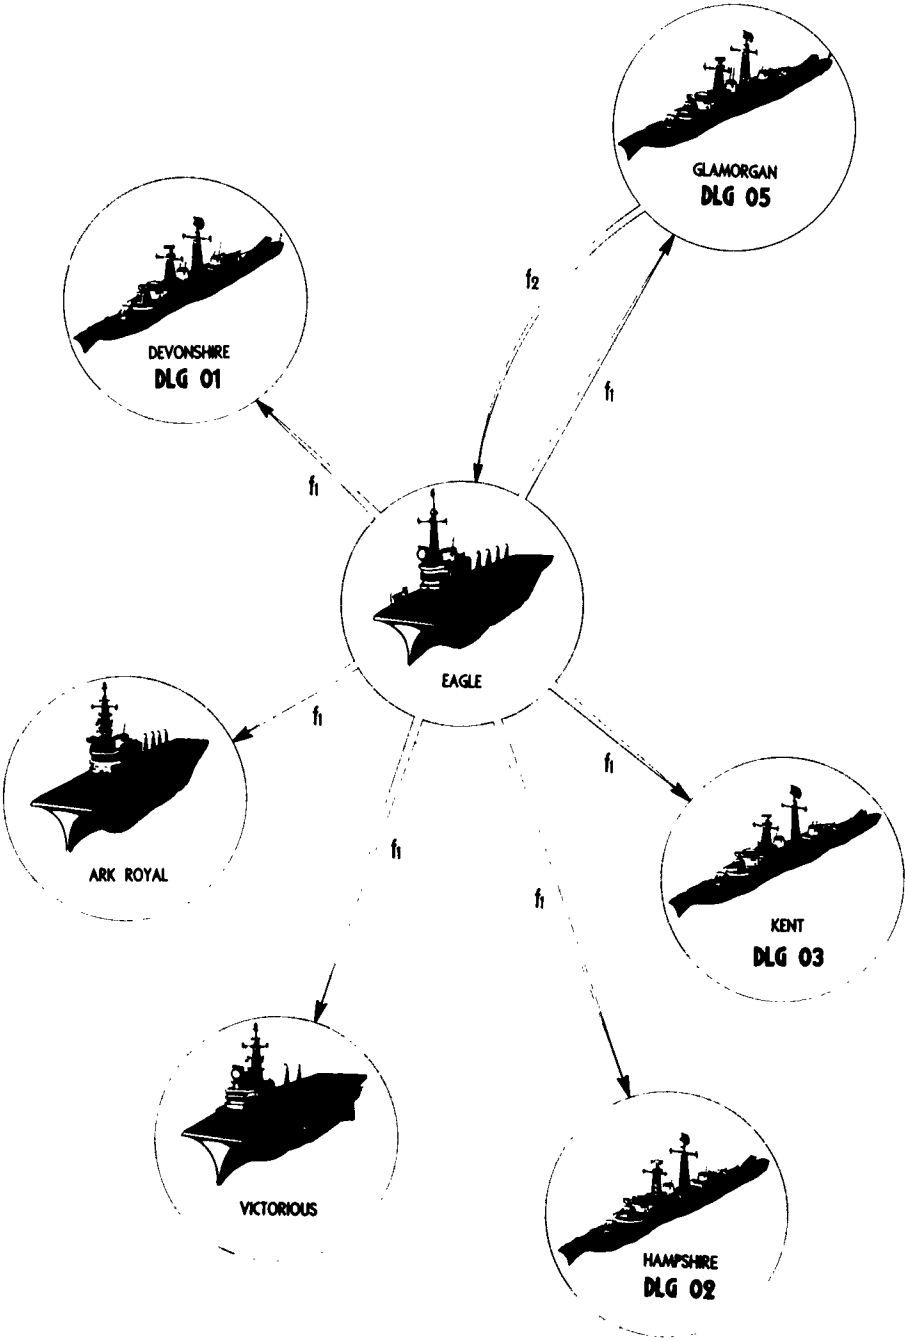 GLAMORGAN
DLG 05
f2
DEVONSHIRE
DLG 01
f1
f1
EAGLE
f1
f1
ARK ROYAL
f1
f1
KENT
DLG 03
VICTORIOUS
HAMPSHIRE
DLG 02